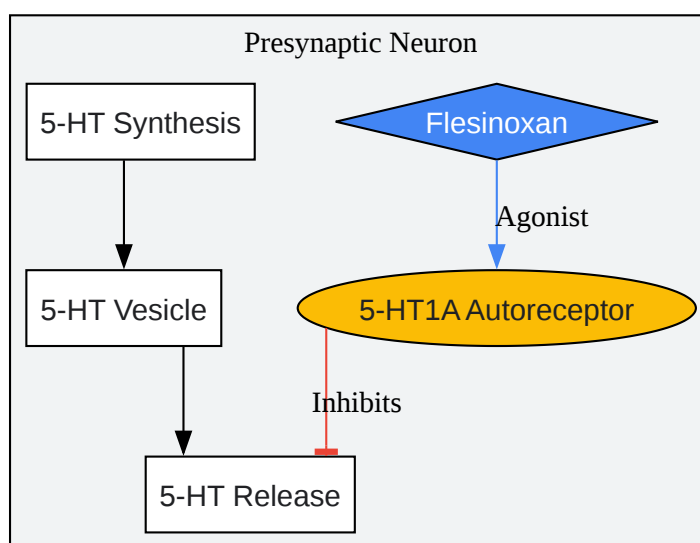 Presynaptic Neuron
5-HT Synthesis
Flesinoxan
Agonist
5-HT Vesicle
5-HT1A Autoreceptor
Inhibits
5-HT Release